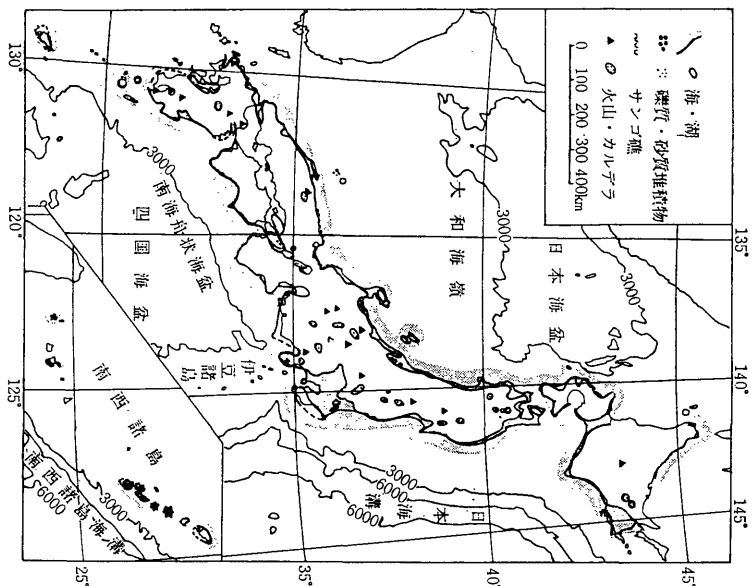 海・湖
礫質・砂質堆積物
サンゴ礁
火山・カルデラ
0 100 200 300 400km
135°
140°
145°
130°
120°
125°
25°
35°
40°
45°
3000
日本海盆
3000
大和海嶺
3000
南海舟状海盆
四国海盆
伊豆諸島
南西諸島
3000
6000
南西諸島海溝
3000
6000
日本海溝
6000